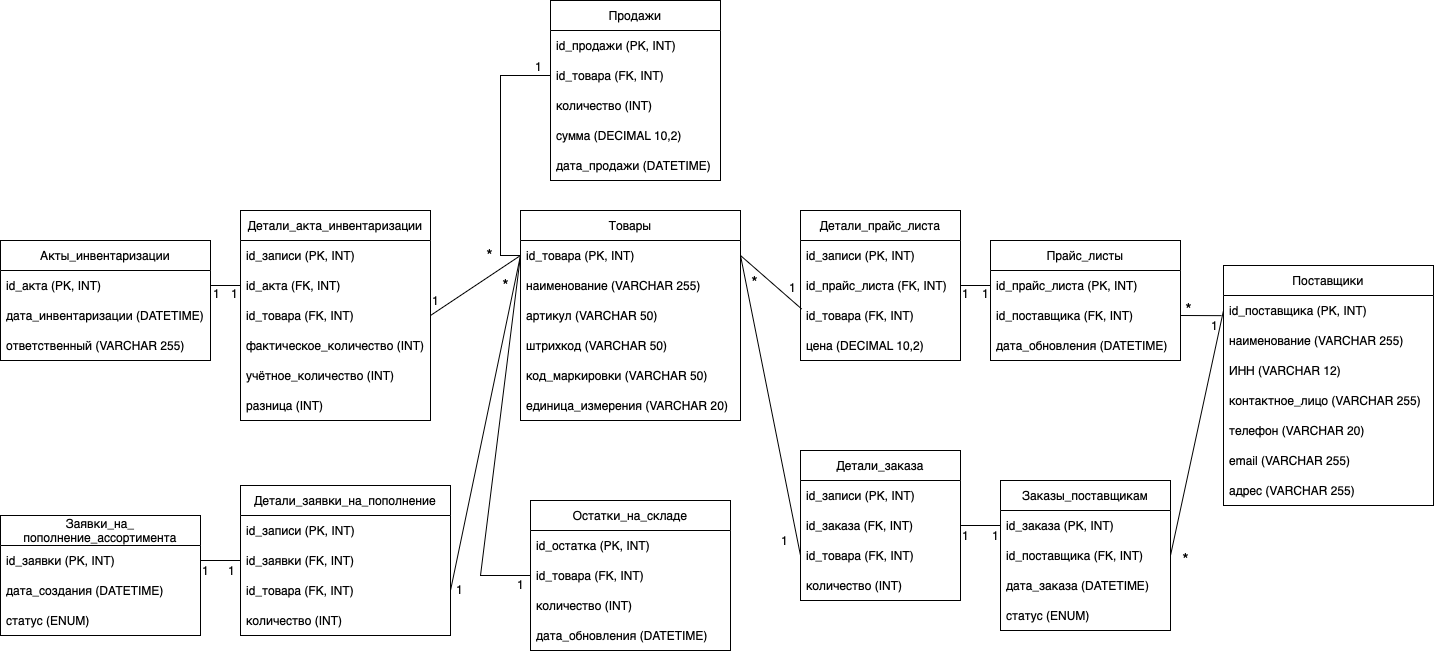 Продажи
id_продажи (PK, INT)
id_товара (FK, INT)
количество (INT)
сумма (DECIMAL 10,2)
дата_продажи (DATETIME)
1
*
Акты_инвентаризации
id_акта (PK, INT)
дата_инвентаризации (DATETIME)
ответственный (VARCHAR 255)
1
1
Детали_акта_инвентаризации
id_записи (PK, INT)
id_акта (FK, INT)
id_товара (FK, INT)
фактическое_количество (INT)
учётное_количество (INT)
разница (INT)
1
*
Товары
id_товара (PK, INT)
наименование (VARCHAR 255)
артикул (VARCHAR 50)
штрихкод (VARCHAR 50)
код_маркировки (VARCHAR 50)
единица_измерения (VARCHAR 20)
*
1
Детали_прайс_листа
id_записи (PK, INT)
id_прайс_листа (FK, INT)
id_товара (FK, INT)
цена (DECIMAL 10,2)
1
1
Прайс_листы
id_прайс_листа (PK, INT)
id_поставщика (FK, INT)
дата_обновления (DATETIME)
*
1
Поставщики
id_поставщика (PK, INT)
наименование (VARCHAR 255)
ИНН (VARCHAR 12)
контактное_лицо (VARCHAR 255)
телефон (VARCHAR 20)
email (VARCHAR 255)
адрес (VARCHAR 255)
Заявки_на_
пополнение_ассортимента
id_заявки (PK, INT)
дата_создания (DATETIME)
статус (ENUM)
1
1
Детали_заявки_на_пополнение
id_записи (PK, INT)
id_заявки (FK, INT)
id_товара (FK, INT)
количество (INT)
1
1
Остатки_на_складе
id_остатка (PK, INT)
id_товара (FK, INT)
количество (INT)
дата_обновления (DATETIME)
1
Детали_заказа
id_записи (PK, INT)
id_заказа (FK, INT)
id_товара (FK, INT)
количество (INT)
1
1
Заказы_поставщикам
id_заказа (PK, INT)
id_поставщика (FK, INT)
дата_заказа (DATETIME)
статус (ENUM)
*